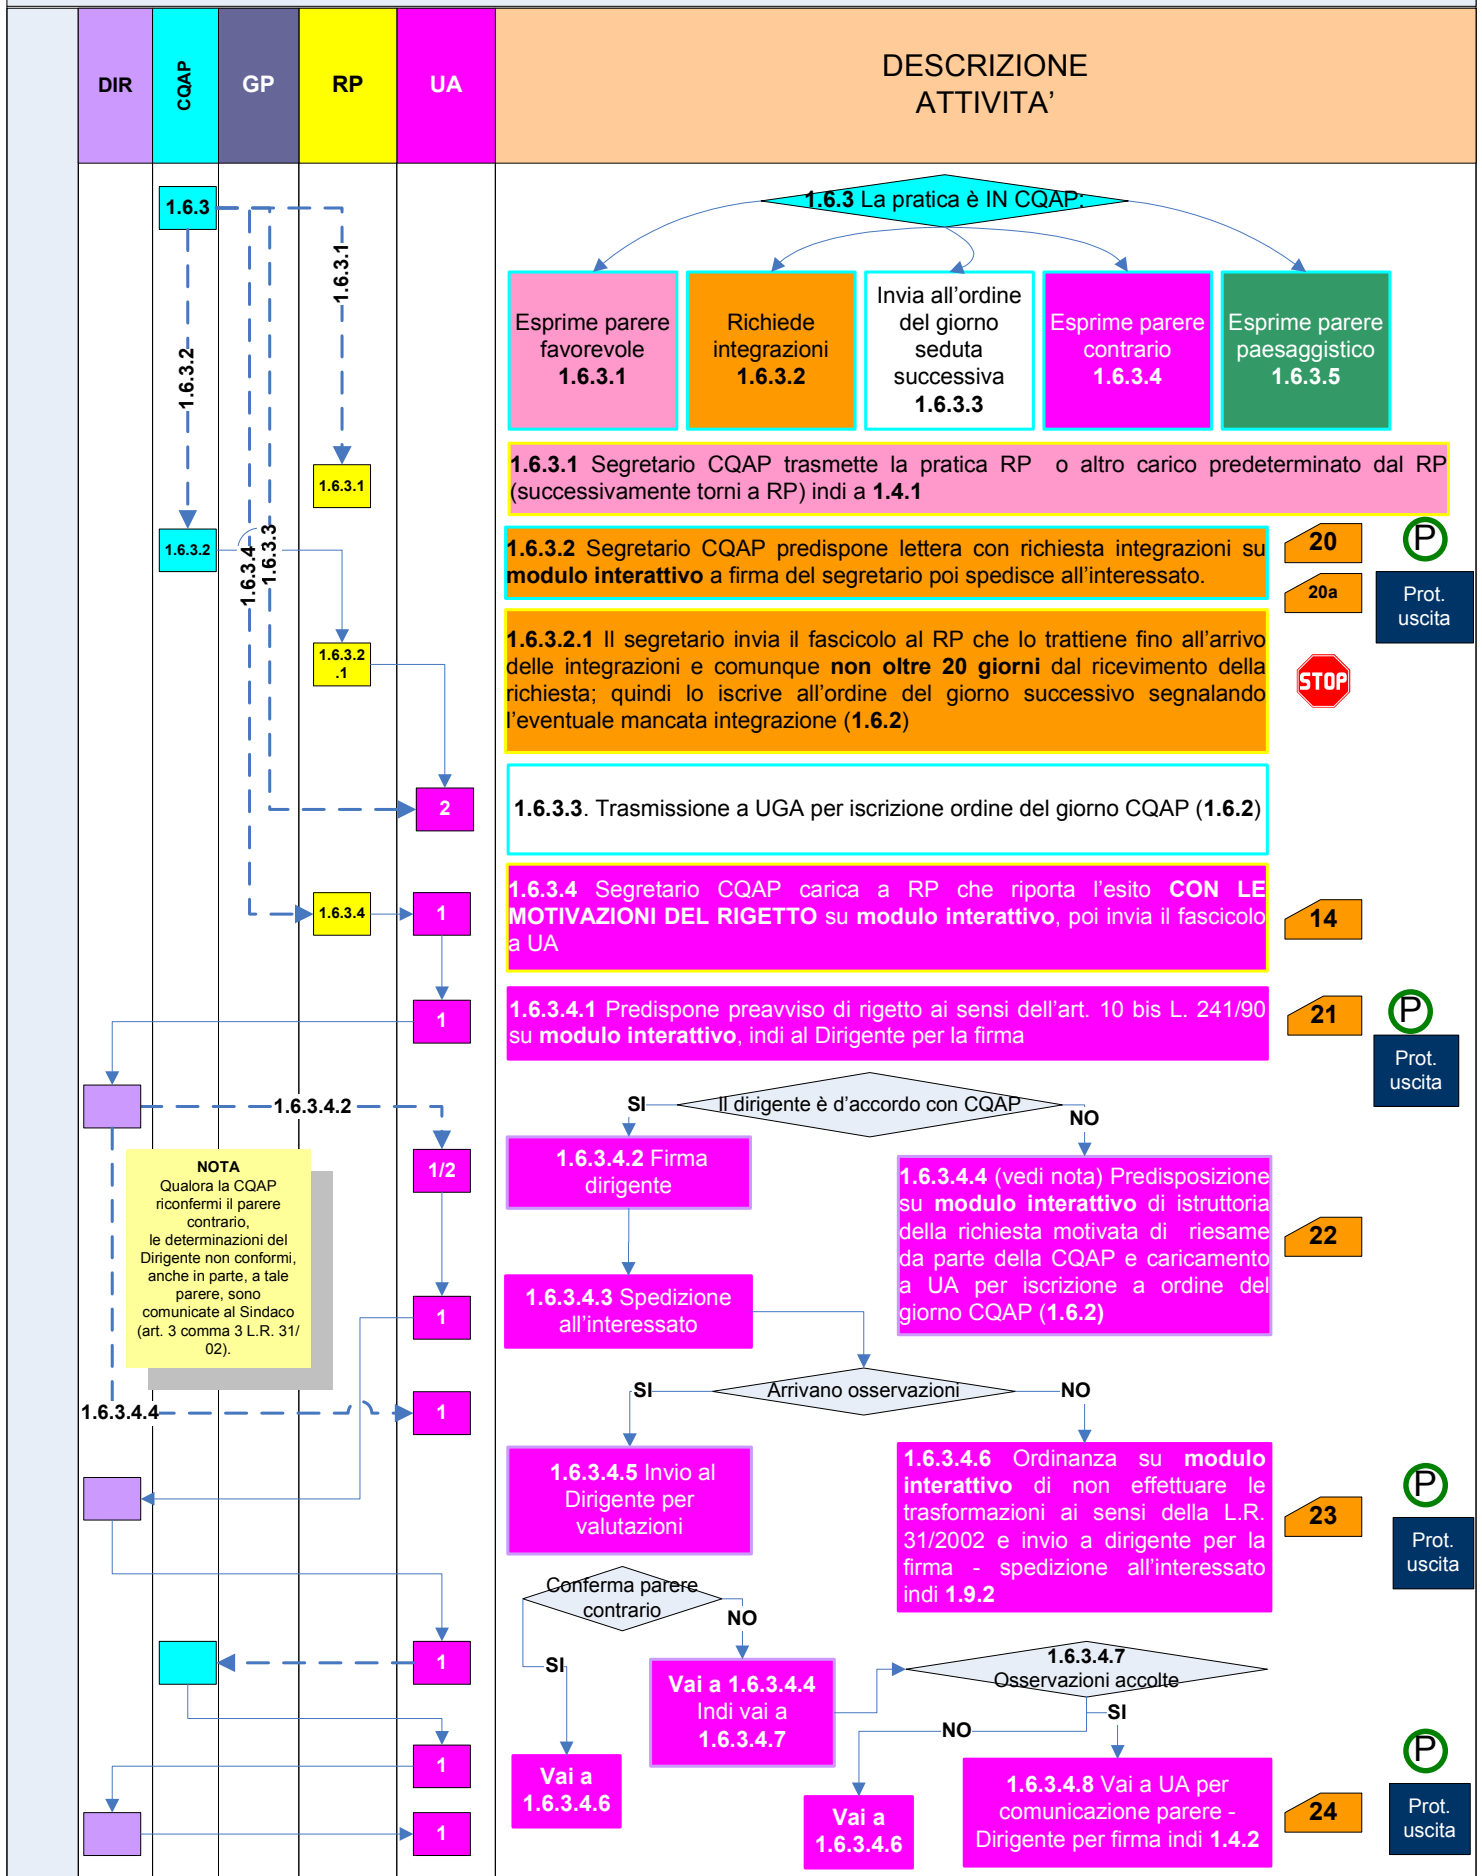 DIR
CQAP
GP
RP
UA
DESCRIZIONE
ATTIVITA’
1.6.3
1.6.3.1
1.6.3.2
1.6.3.1
1.6.3.2
1.6.3.4
1.6.3.3
1.6.3.2
.1
2
1.6.3.4
1
1
1.6.3.4.2
1/2
NOTA
Qualora la CQAP
riconfermi il parere
contrario,
le determinazioni del
Dirigente non conformi,
anche in parte, a tale
parere, sono
comunicate al Sindaco
(art. 3 comma 3 L.R. 31/
02).
1
1.6.3.4.4
1
1
1
1
1.6.3 La pratica è IN CQAP:
Esprime parere
favorevole
1.6.3.1
Richiede
integrazioni
1.6.3.2
Invia all’ordine
del giorno
seduta
successiva
1.6.3.3
Esprime parere
contrario
1.6.3.4
Esprime parere
paesaggistico
1.6.3.5
1.6.3.1 Segretario CQAP trasmette la pratica RP o altro carico predeterminato dal RP
(successivamente torni a RP) indi a 1.4.1
1.6.3.2 Segretario CQAP predispone lettera con richiesta integrazioni su
modulo interattivo a firma del segretario poi spedisce all’interessato.
20
P
20a
Prot.
uscita
1.6.3.2.1 Il segretario invia il fascicolo al RP che lo trattiene fino all’arrivo
delle integrazioni e comunque non oltre 20 giorni dal ricevimento della
richiesta; quindi lo iscrive all’ordine del giorno successivo segnalando
l’eventuale mancata integrazione (1.6.2)
STOP
1.6.3.3. Trasmissione a UGA per iscrizione ordine del giorno CQAP (1.6.2)
1.6.3.4 Segretario CQAP carica a RP che riporta l’esito CON LE
MOTIVAZIONI DEL RIGETTO su modulo interattivo, poi invia il fascicolo
a UA
14
1.6.3.4.1 Predispone preavviso di rigetto ai sensi dell’art. 10 bis L. 241/90
su modulo interattivo, indi al Dirigente per la firma
21
P
Prot.
uscita
Il dirigente è d’accordo con CQAP
SI
NO
1.6.3.4.2 Firma
dirigente
1.6.3.4.4 (vedi nota) Predisposizione
su modulo interattivo di istruttoria
della richiesta motivata di riesame
da parte della CQAP e caricamento
a UA per iscrizione a ordine del
giorno CQAP (1.6.2)
22
1.6.3.4.3 Spedizione
all’interessato
Arrivano osservazioni
SI
NO
1.6.3.4.5 Invio al
Dirigente per
valutazioni
1.6.3.4.6 Ordinanza su modulo
interattivo di non effettuare le
trasformazioni ai sensi della L.R.
31/2002 e invio a dirigente per la
firma - spedizione all’interessato
indi 1.9.2
23
P
Prot.
uscita
Conferma parere
contrario
NO
SI
Vai a 1.6.3.4.4
Indi vai a
1.6.3.4.7
1.6.3.4.7
Osservazioni accolte
SI
NO
Vai a
1.6.3.4.6
Vai a
1.6.3.4.6
1.6.3.4.8 Vai a UA per
comunicazione parere -
Dirigente per firma indi 1.4.2
24
P
Prot.
uscita